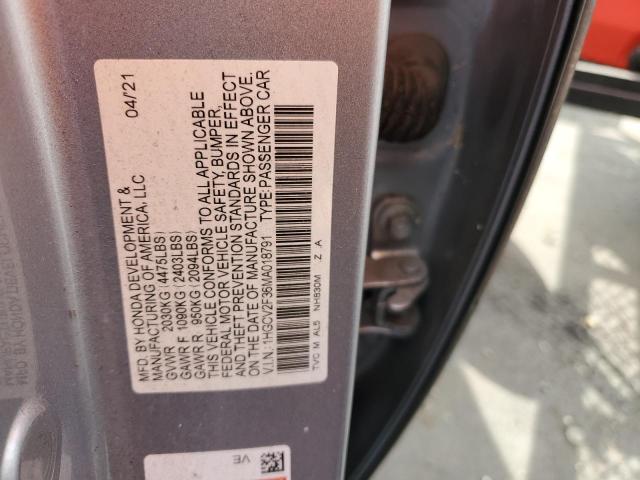 MFD. BY HONDA DEVELOPMENT & 04/'21
MANUFACTURING OF AMERICA, LLC
GVWR 2030KG(4475LBS)
GAWR F 1090KG(2403LBS)
GAWR R 950KG(2094LBS)
THIS VEHICLE CONFORMS TO ALL APPLICABLE
FEDERAL MOTOR VEHICLE SAFETY, BUMPER,
AND THEFT PREVENTION STANDARDS IN EFFECT
ON THE DATE OF MANUFACTURE SHOWN ABOVE.
V.I.N.:1HGCV2F96MA018791 TYPE:PASSENGER CAR
TVC M AL5 NH830M Z A
VE